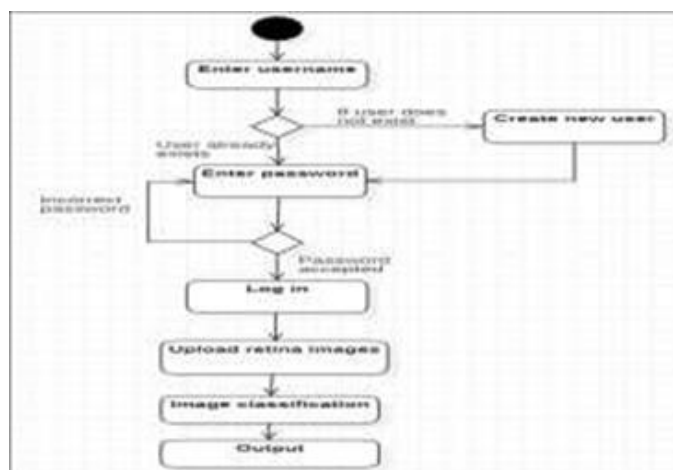 Enter username
If user does
not exist
Create new user
User already
exists
Enter password
Incorrect
password
Password
accepted
Log in
Upload retina images
Image classification
Output